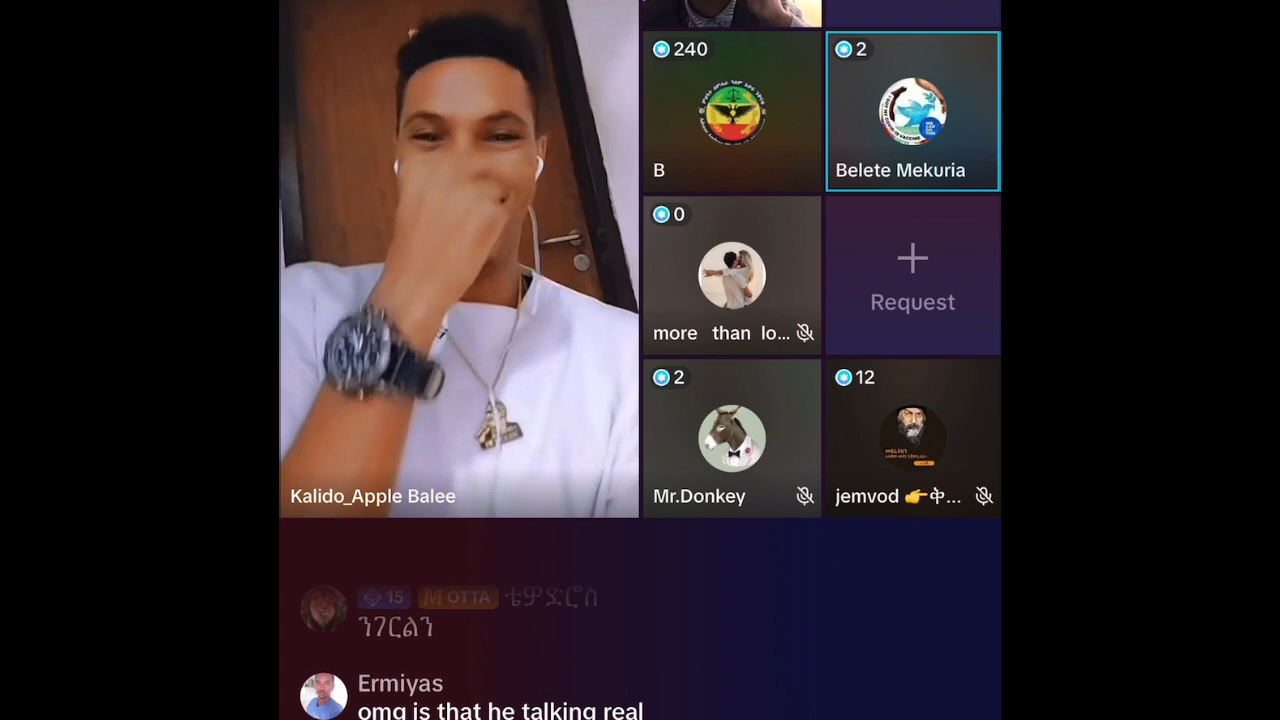 240
B
2
Belete Mekuria
0
more than lo...
Request
2
Mr.Donkey
12
jemvod 👉ቅ...
Kalido_Apple Balee
15 M OTTA ቴዎድሮስ
ንገርልን
Ermiyas
omg is that he talking real